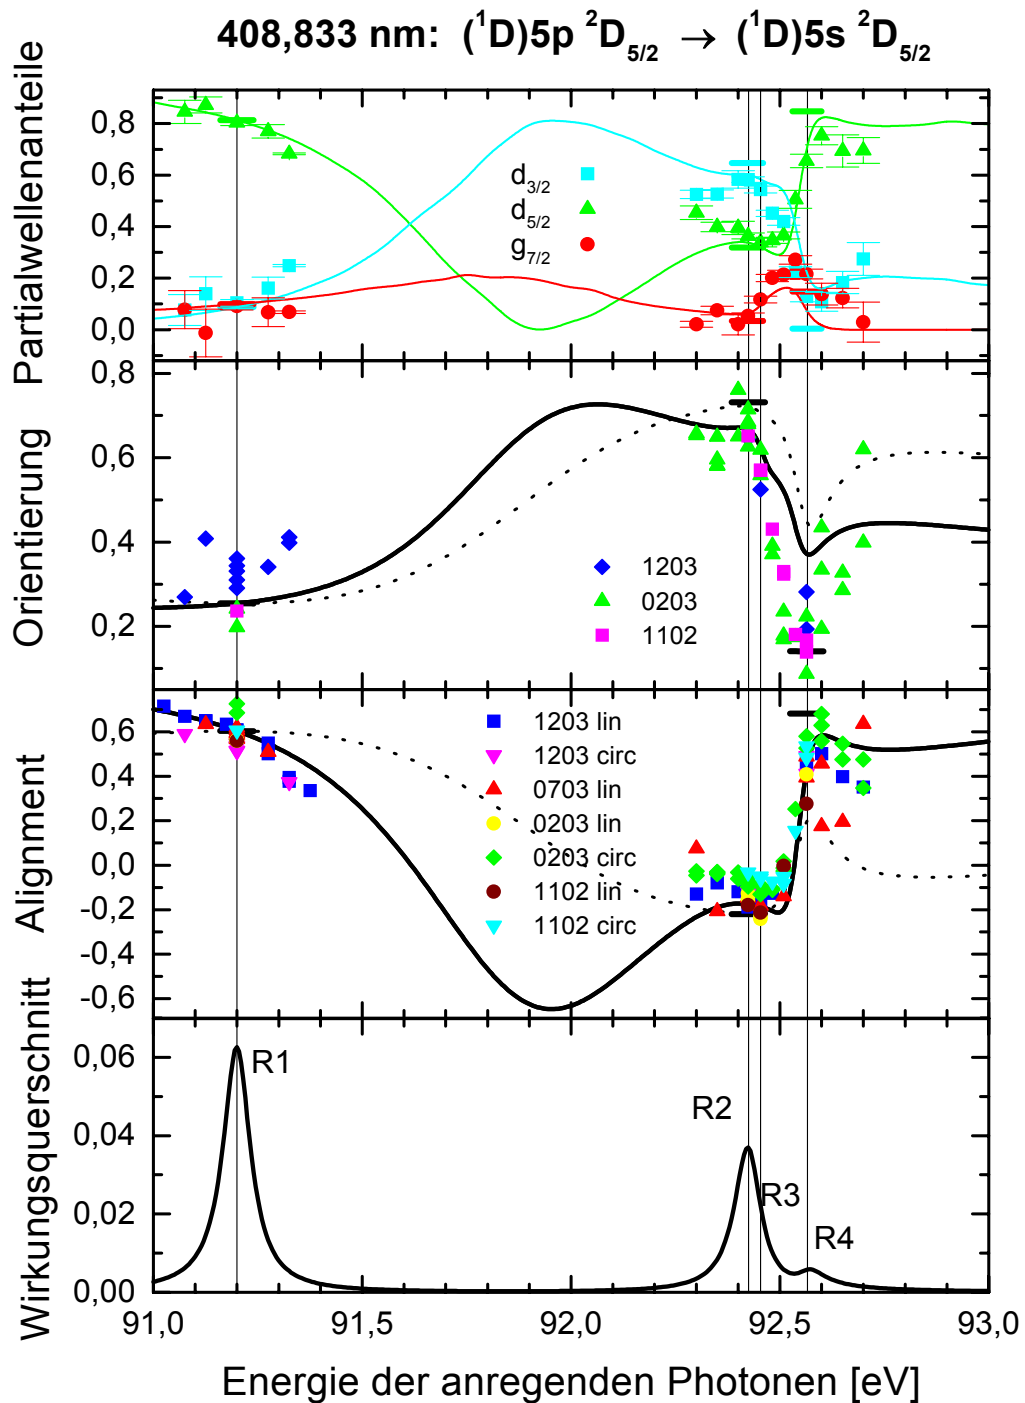 408,833 nm: (¹D)5p ²D₅/₂ → (¹D)5s ²D₅/₂
Partialwellenanteile
0,8
0,6
0,4
0,2
0,0
d₃/₂
d₅/₂
g₇/₂
Orientierung
0,8
0,6
0,4
0,2
1203
0203
1102
Alignment
0,6
0,4
0,2
0,0
-0,2
-0,4
-0,6
1203 lin
1203 circ
0703 lin
0203 lin
0203 circ
1102 lin
1102 circ
Wirkungsquerschnitt
0,06
0,04
0,02
0,00
R1
R2
R3
R4
91,0 91,5 92,0 92,5 93,0
Energie der anregenden Photonen [eV]